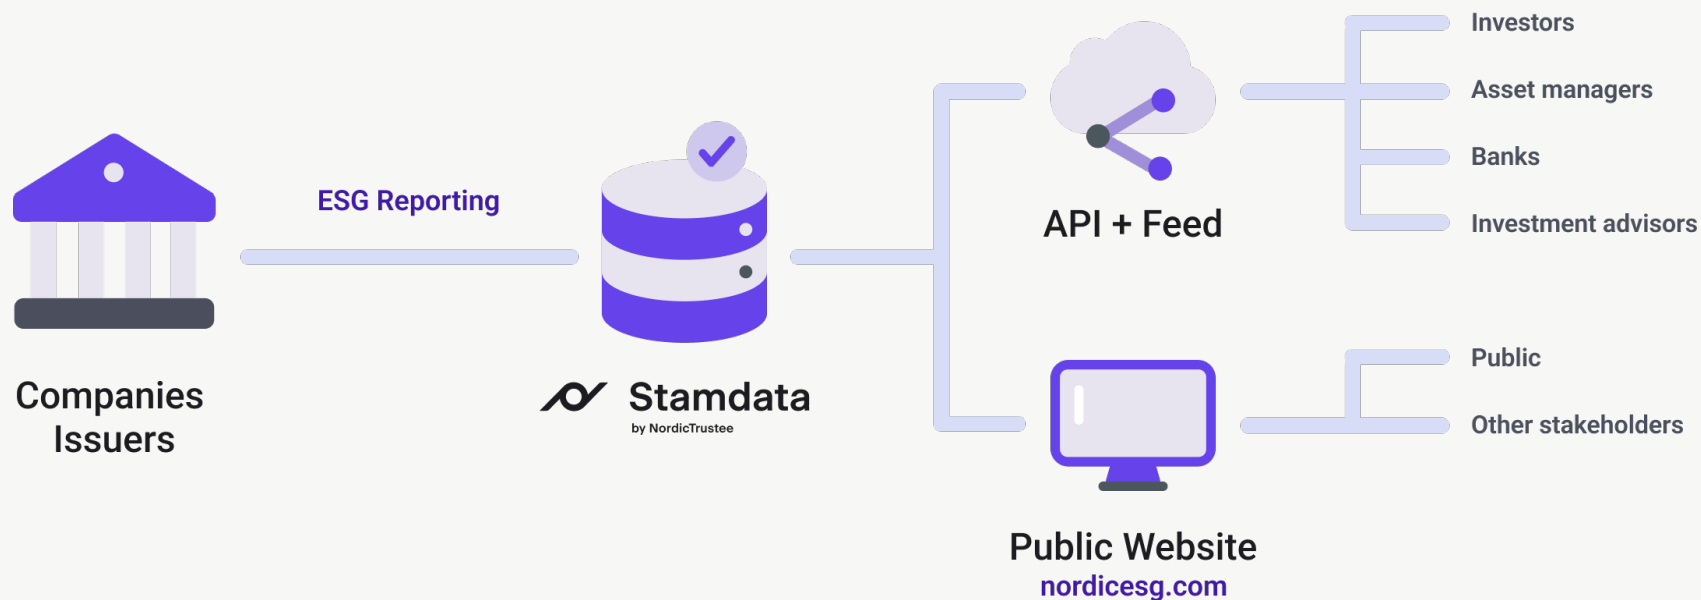 Companies
Issuers
ESG Reporting
Stamdata
by NordicTrustee
API + Feed
Investors
Asset managers
Banks
Investment advisors
Public Website
nordicesg.com
Public
Other stakeholders